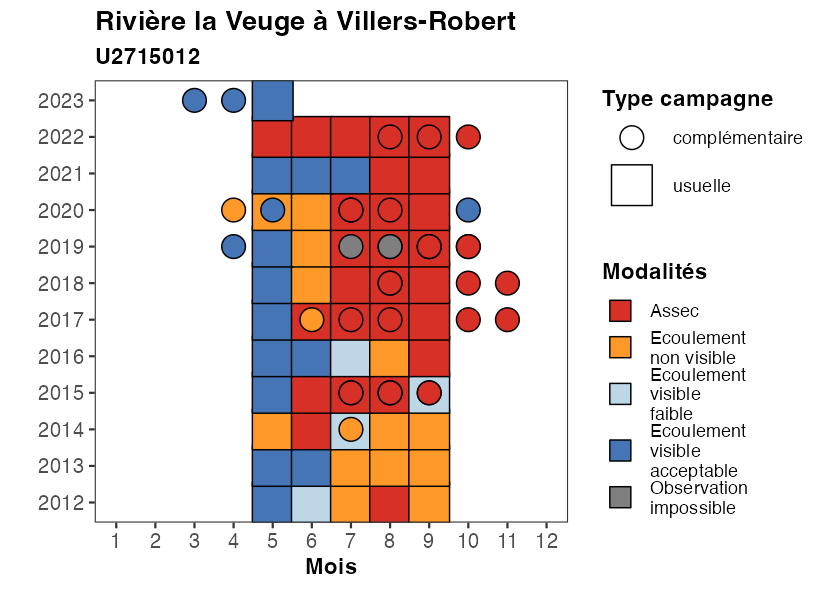 Rivière la Veuge à Villers-Robert
U2715012
2023
2022
2021
2020
2019
2018
2017
2016
2015
2014
2013
2012
1 2 3 4 5 6 7 8 9 10 11 12
Mois
Type campagne
complémentaire
usuelle
Modalités
Assec
Ecoulement
non visible
Ecoulement
visible
faible
Ecoulement
visible
acceptable
Observation
impossible